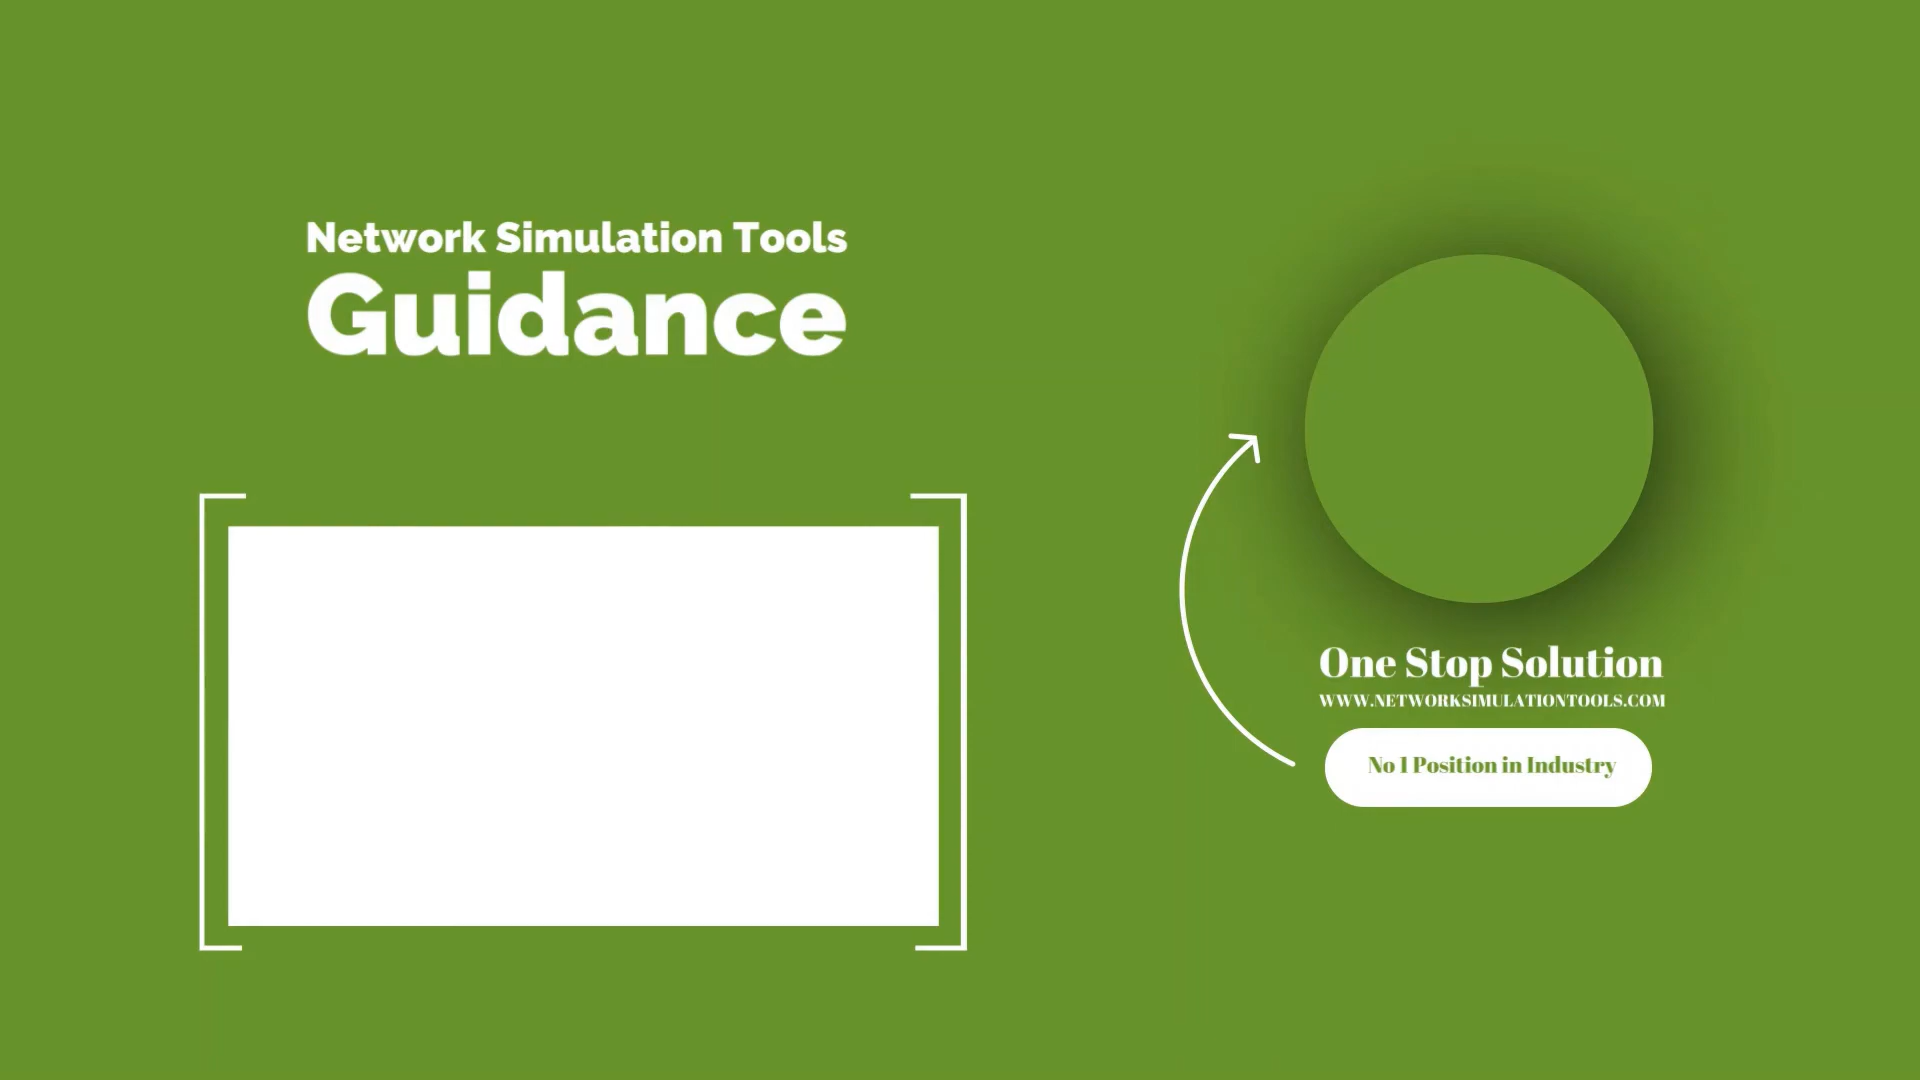 Network Simulation Tools
Guidance
One Stop Solution
WWW.NETWORKSIMULATIONTOOLS.COM
No 1 Position in Industry